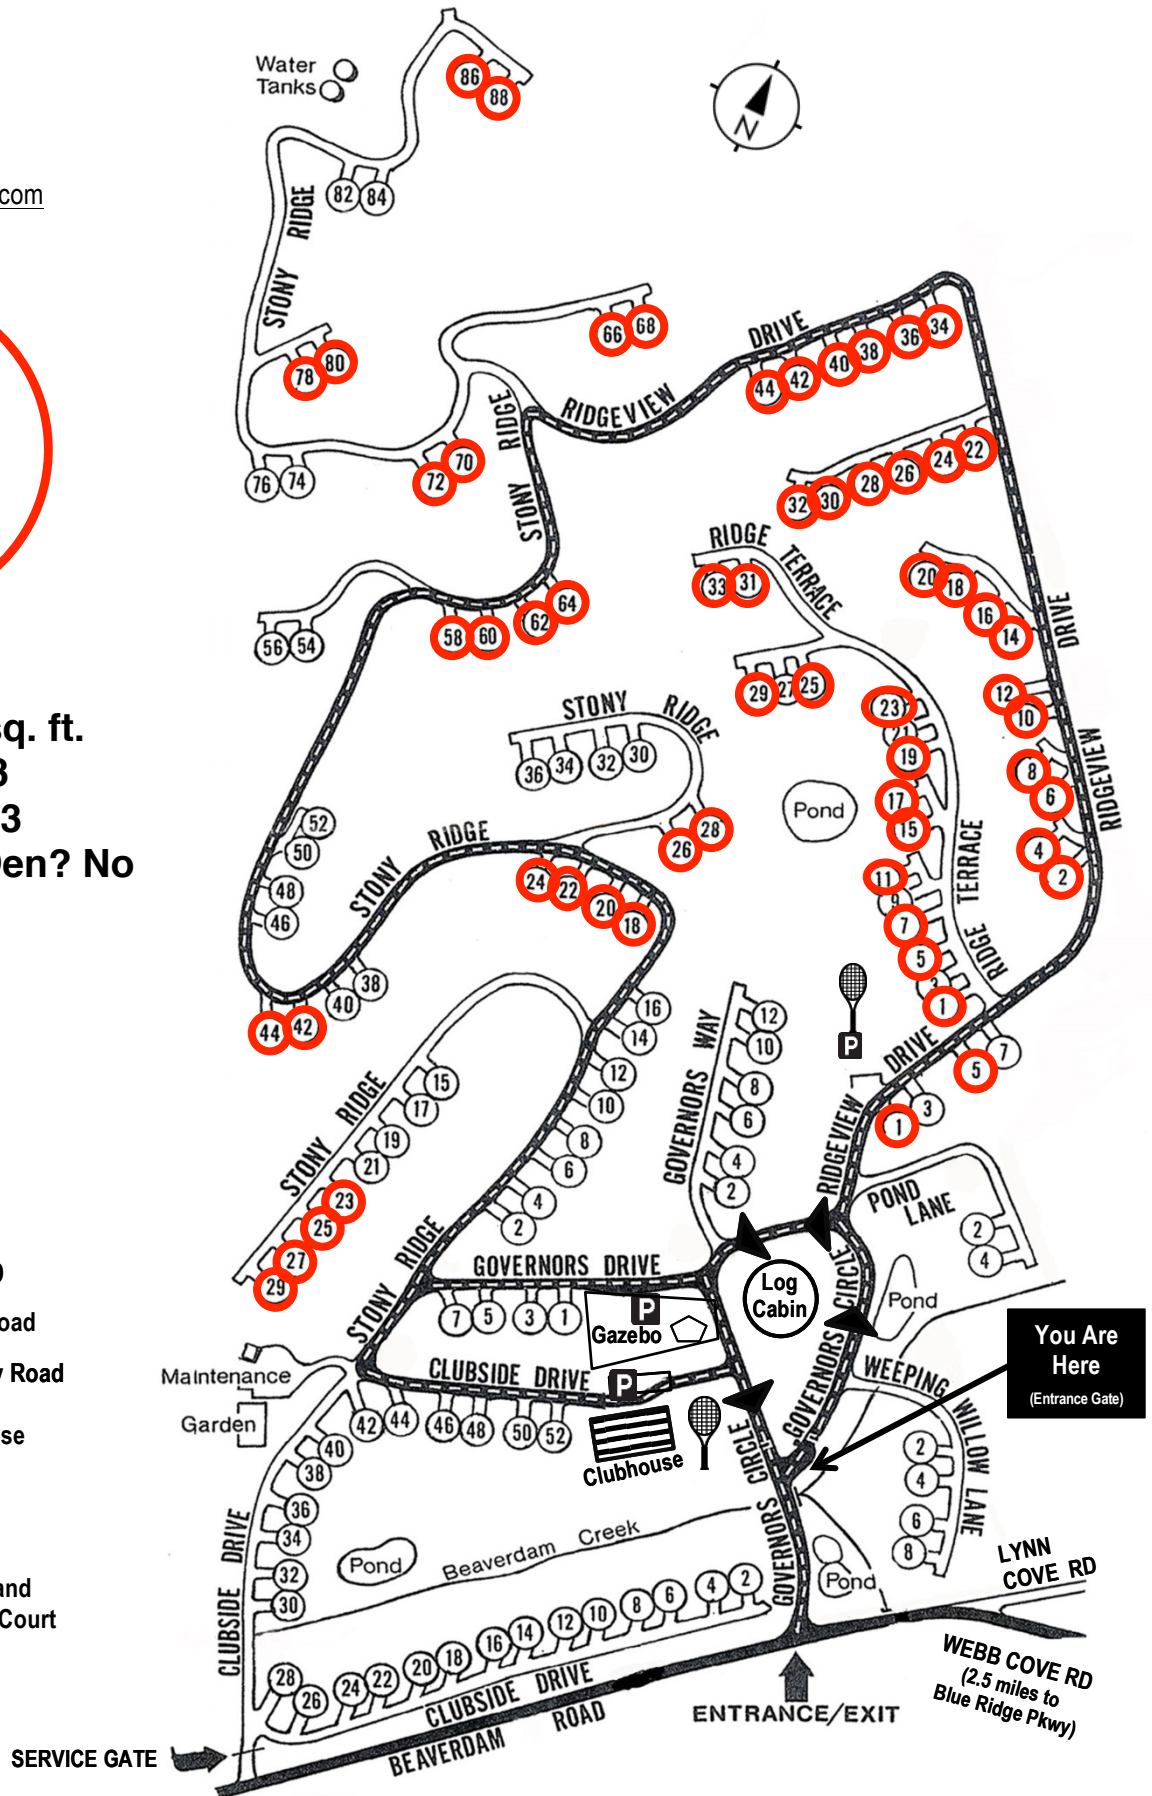 Water
Tanks
86
88
N
.com
82
84
STONY RIDGE
66
68
DRIVE
34
36
38
40
42
44
78
80
RIDGEVIEW
STONY RIDGE
70
72
74
76
22
24
26
28
30
32
RIDGE TERRACE
33
31
20
18
16
14
DRIVE
64
62
60
58
56
54
29
27
25
12
10
23
21
19
STONY RIDGE
36
34
32
30
sq. ft.
RIDGEVIEW
8
6
Pond
17
15
28
26
52
50
STONY RIDGE
4
2
RIDGE TERRACE
Den? No
24
22
20
18
11
9
7
5
3
1
48
46
38
40
42
44
16
14
GOVERNORS WAY
12
10
8
6
4
2
P
DRIVE
7
5
3
1
RIDGEVIEW
STONY RIDGE
15
17
19
21
23
25
27
29
12
10
8
6
4
2
POND
LANE
2
4
STONY RIDGE
GOVERNORS DRIVE
7
5
3
1
P
Gazebo
Log
Cabin
GOVERNORS CIRCLE
Pond
oad
You Are
Here
(Entrance Gate)
Maintenance
y Road
CLUBSIDE DRIVE
P
WEEPING WILLOW LANE
Garden
42
44
46
48
50
52
Clubhouse
GOVERNORS CIRCLE
2
4
6
8
40
38
36
34
32
30
CLUBSIDE DRIVE
Pond
Beaverdam Creek
Pond
LYNN
COVE RD
and
Court
28
26
24
22
20
18
16
14
12
10
8
6
4
2
CLUBSIDE DRIVE
BEAVERDAM ROAD
ENTRANCE/EXIT
WEBB COVE RD
(2.5 miles to
Blue Ridge Pkwy)
SERVICE GATE